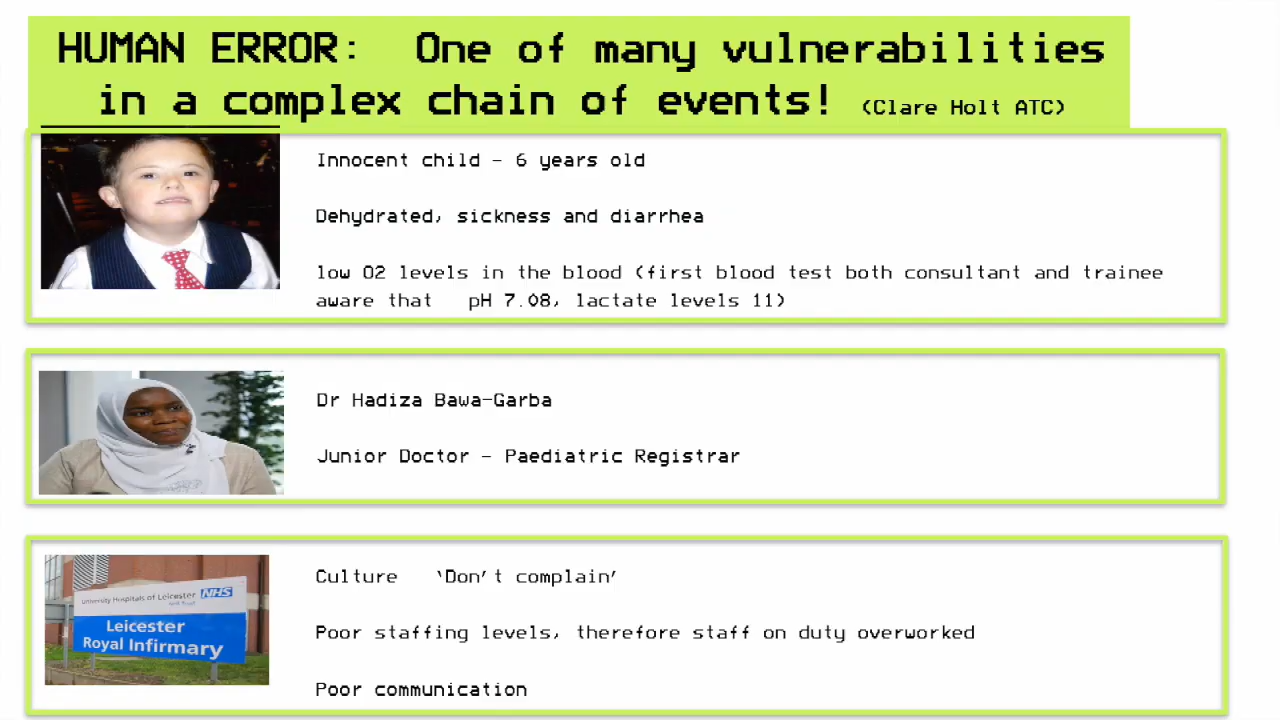 HUMAN ERROR: One of many vulnerabilities
in a complex chain of events! (Clare Holt ATC)
Innocent child - 6 years old
Dehydrated, sickness and diarrhea
low O2 levels in the blood (first blood test both consultant and trainee
aware that pH 7.08, lactate levels 11)
Dr Hadiza Bawa-Garba
Junior Doctor - Paediatric Registrar
University Hospitals of Leicester NHS
NHS Trust
Leicester
Royal Infirmary
Culture ‘Don’t complain’
Poor staffing levels, therefore staff on duty overworked
Poor communication